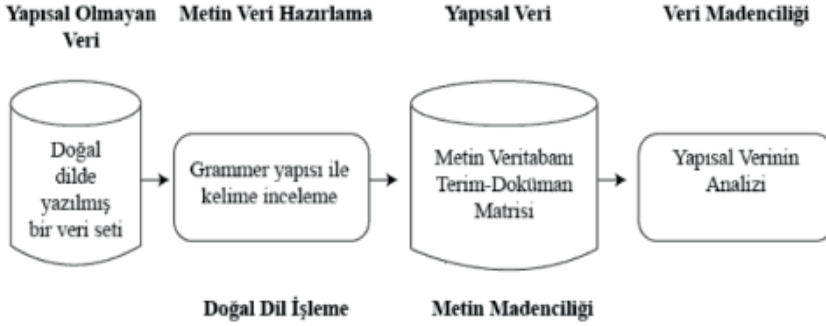 Yapısal Olmayan
Veri
Metin Veri Hazırlama
Yapısal Veri
Veri Madenciliği
Doğal
dilde
yazılmış
bir veri seti
Grammer yapısı ile
kelime inceleme
Metin Veritabanı
Terim-Doküman
Matrisi
Yapısal Verinin
Analizi
Doğal Dil İşleme
Metin Madenciliği